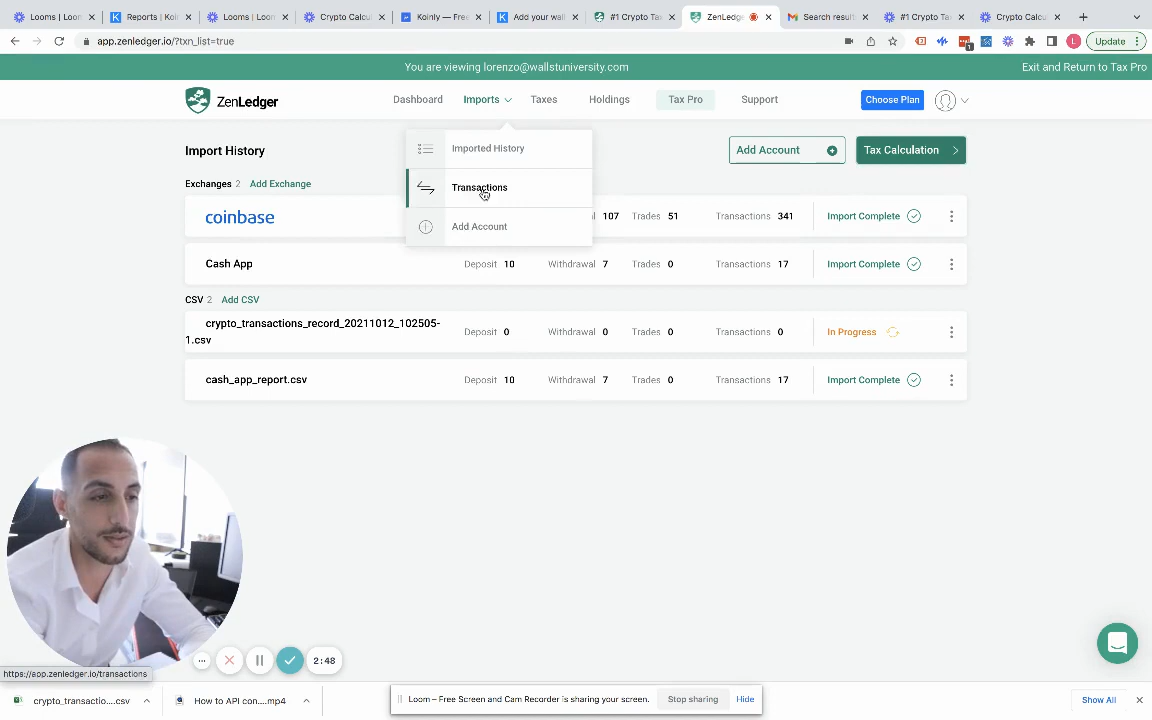 Looms | Loom
Reports | Koi
Looms | Loom
Crypto Calcul
Koinly — Free
Add your wall
#1 Crypto Tax
ZenLedger
Search results
#1 Crypto Tax
Crypto Calcu
app.zenledger.io/?txn_list=true
1
L
Update
You are viewing lorenzo@wallstuniversity.com
Exit and Return to Tax Pro
ZenLedger
Dashboard
Imports
Taxes
Holdings
Tax Pro
Support
Choose Plan
Import History
Imported History
Transactions
Add Account
Add Account
Tax Calculation
Exchanges 2 Add Exchange
coinbase
107 Trades 51 Transactions 341 Import Complete
Cash App Deposit 10 Withdrawal 7 Trades 0 Transactions 17 Import Complete
CSV 2 Add CSV
crypto_transactions_record_20211012_102505-
1.csv
Deposit 0 Withdrawal 0 Trades 0 Transactions 0 In Progress
cash_app_report.csv Deposit 10 Withdrawal 7 Trades 0 Transactions 17 Import Complete
2:48
https://app.zenledger.io/transactions
crypto_transactio....csv
How to API con....mp4
Loom – Free Screen and Cam Recorder is sharing your screen.
Stop sharing
Hide
Show All